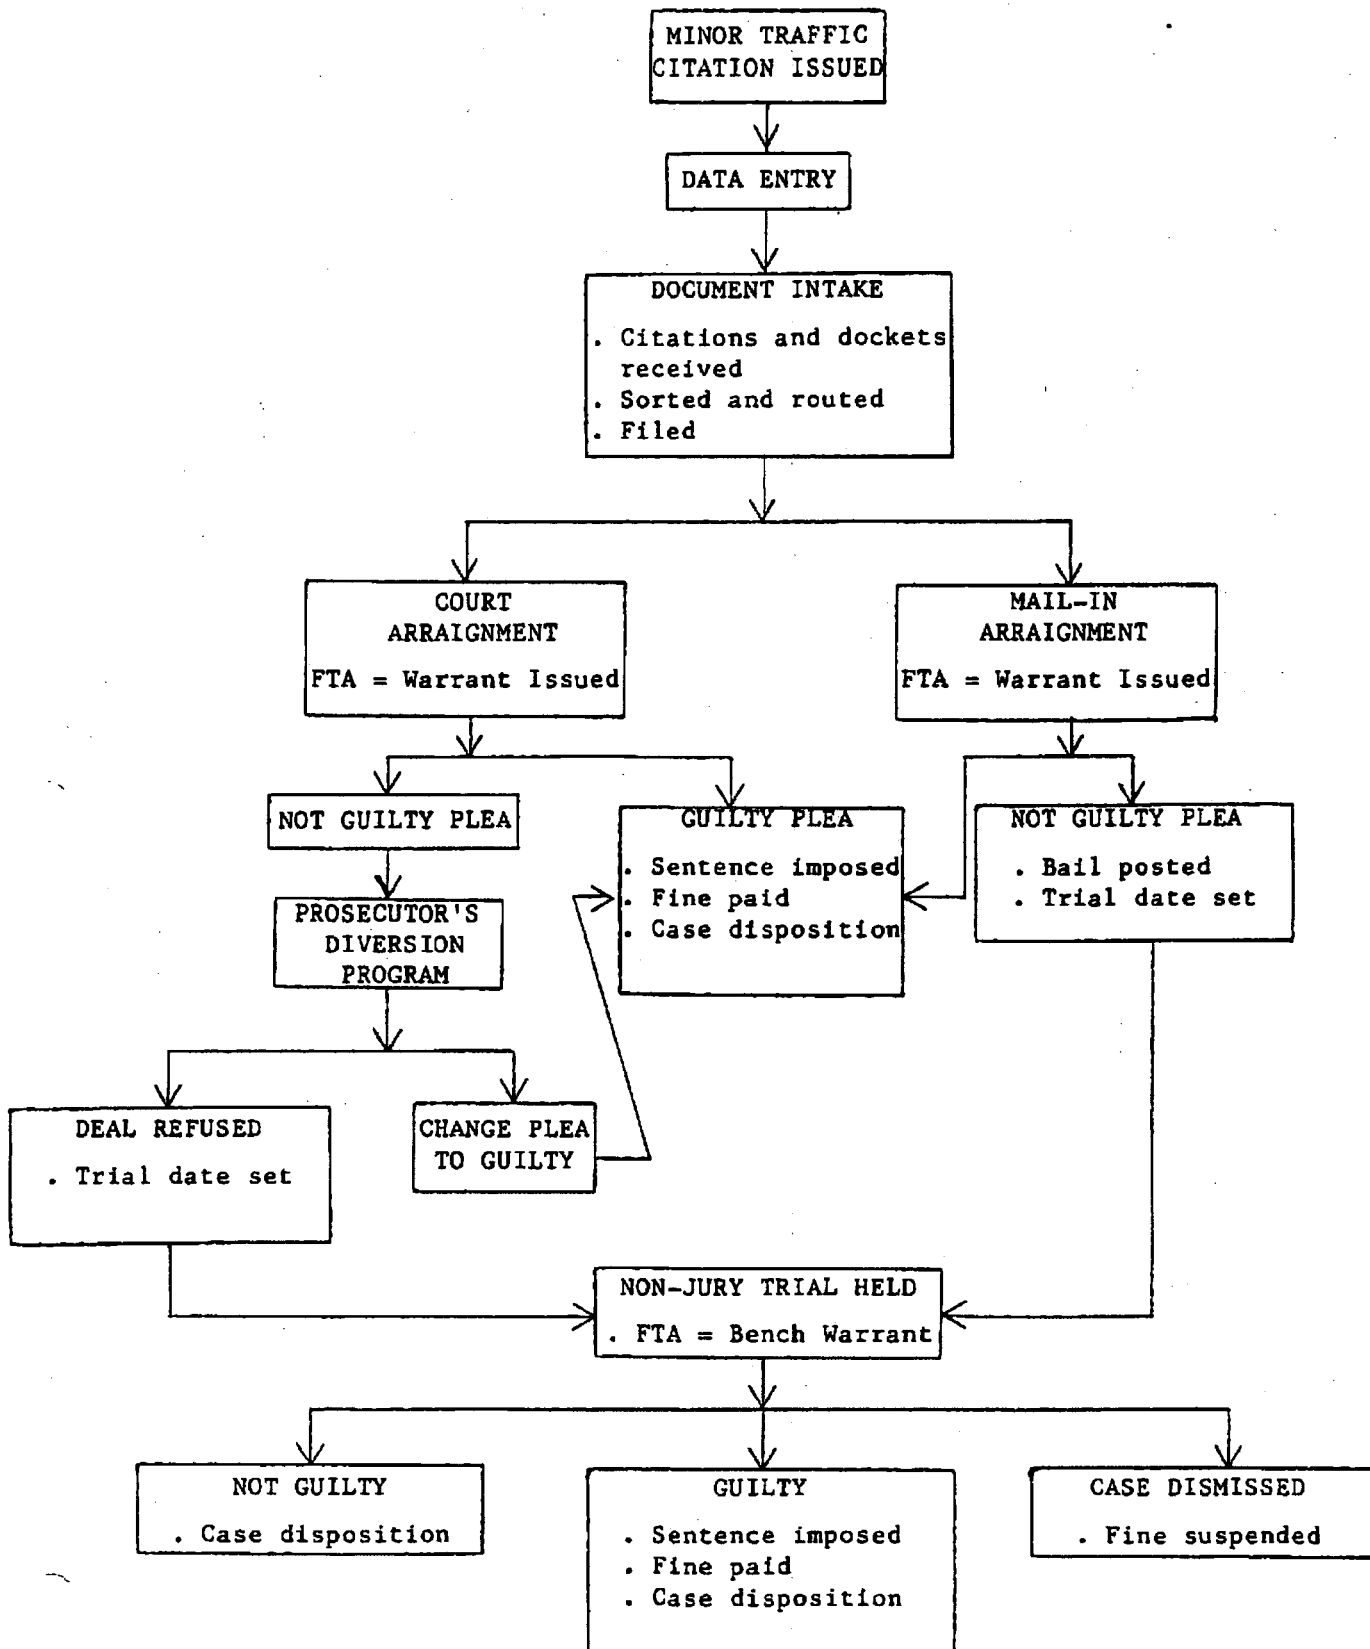 MINOR TRAFFIC
CITATION ISSUED
DATA ENTRY
DOCUMENT INTAKE
. Citations and dockets
received
. Sorted and routed
. Filed
COURT
ARRAIGNMENT
FTA = Warrant Issued
MAIL-IN
ARRAIGNMENT
FTA = Warrant Issued
NOT GUILTY PLEA
GUILTY PLEA
. Sentence imposed
. Fine paid
. Case disposition
NOT GUILTY PLEA
. Bail posted
. Trial date set
PROSECUTOR'S
DIVERSION
PROGRAM
DEAL REFUSED
. Trial date set
CHANGE PLEA
TO GUILTY
NON-JURY TRIAL HELD
. FTA = Bench Warrant
NOT GUILTY
. Case disposition
GUILTY
. Sentence imposed
. Fine paid
. Case disposition
CASE DISMISSED
. Fine suspended